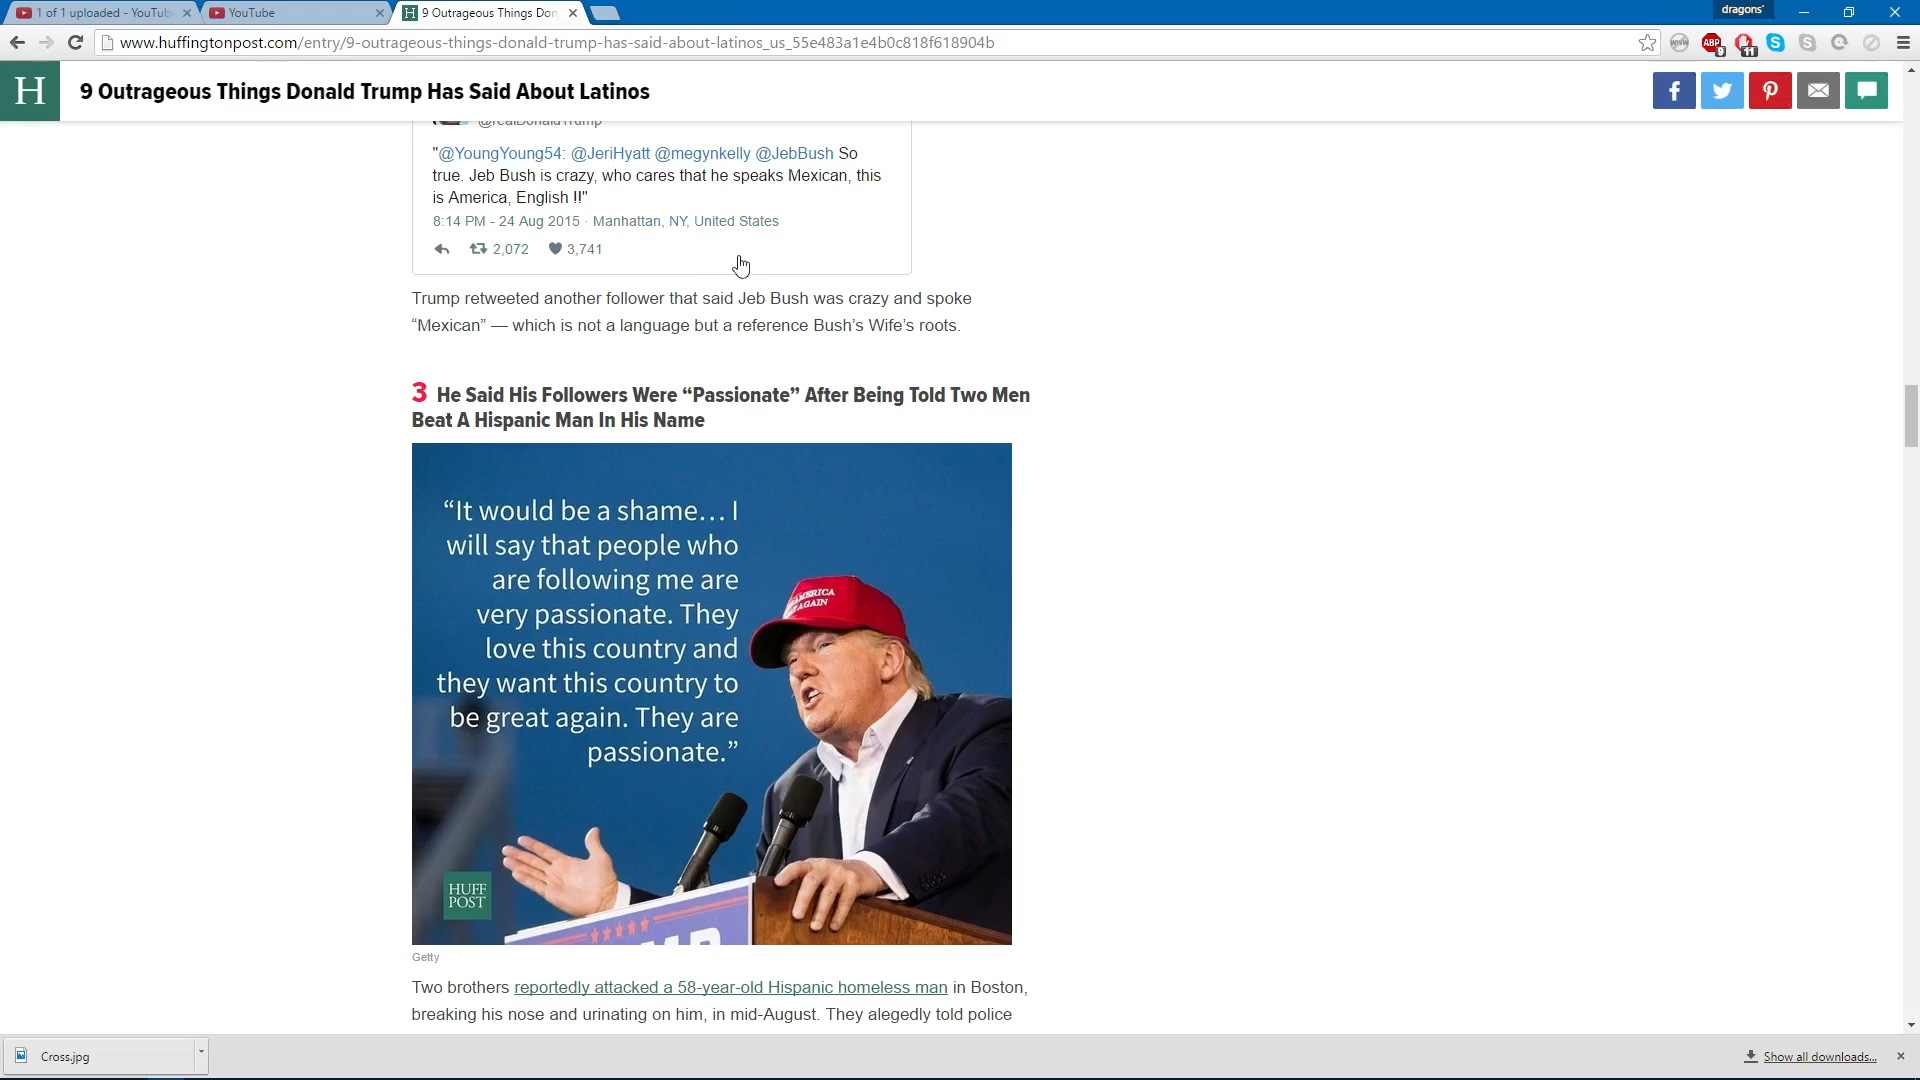 1 of 1 uploaded - YouTub
YouTube
9 Outrageous Things Don
dragons'
www.huffingtonpost.com/entry/9-outrageous-things-donald-trump-has-said-about-latinos_us_55e483a1e4b0c818f618904b
ABP
9
11
H
9 Outrageous Things Donald Trump Has Said About Latinos
@realDonaldTrump
"@YoungYoung54: @JeriHyatt @megynkelly @JebBush So
true. Jeb Bush is crazy, who cares that he speaks Mexican, this
is America, English !!"
8:14 PM - 24 Aug 2015 · Manhattan, NY, United States
2,072
3,741
Trump retweeted another follower that said Jeb Bush was crazy and spoke
“Mexican” — which is not a language but a reference Bush’s Wife’s roots.
3 He Said His Followers Were “Passionate” After Being Told Two Men
Beat A Hispanic Man In His Name
“It would be a shame... I
will say that people who
are following me are
very passionate. They
love this country and
they want this country to
be great again. They are
passionate.”
AMERICA
AGAIN
HUFF
POST
Getty
Two brothers reportedly attacked a 58-year-old Hispanic homeless man in Boston,
breaking his nose and urinating on him, in mid-August. They alegedly told police
Cross.jpg
Show all downloads...